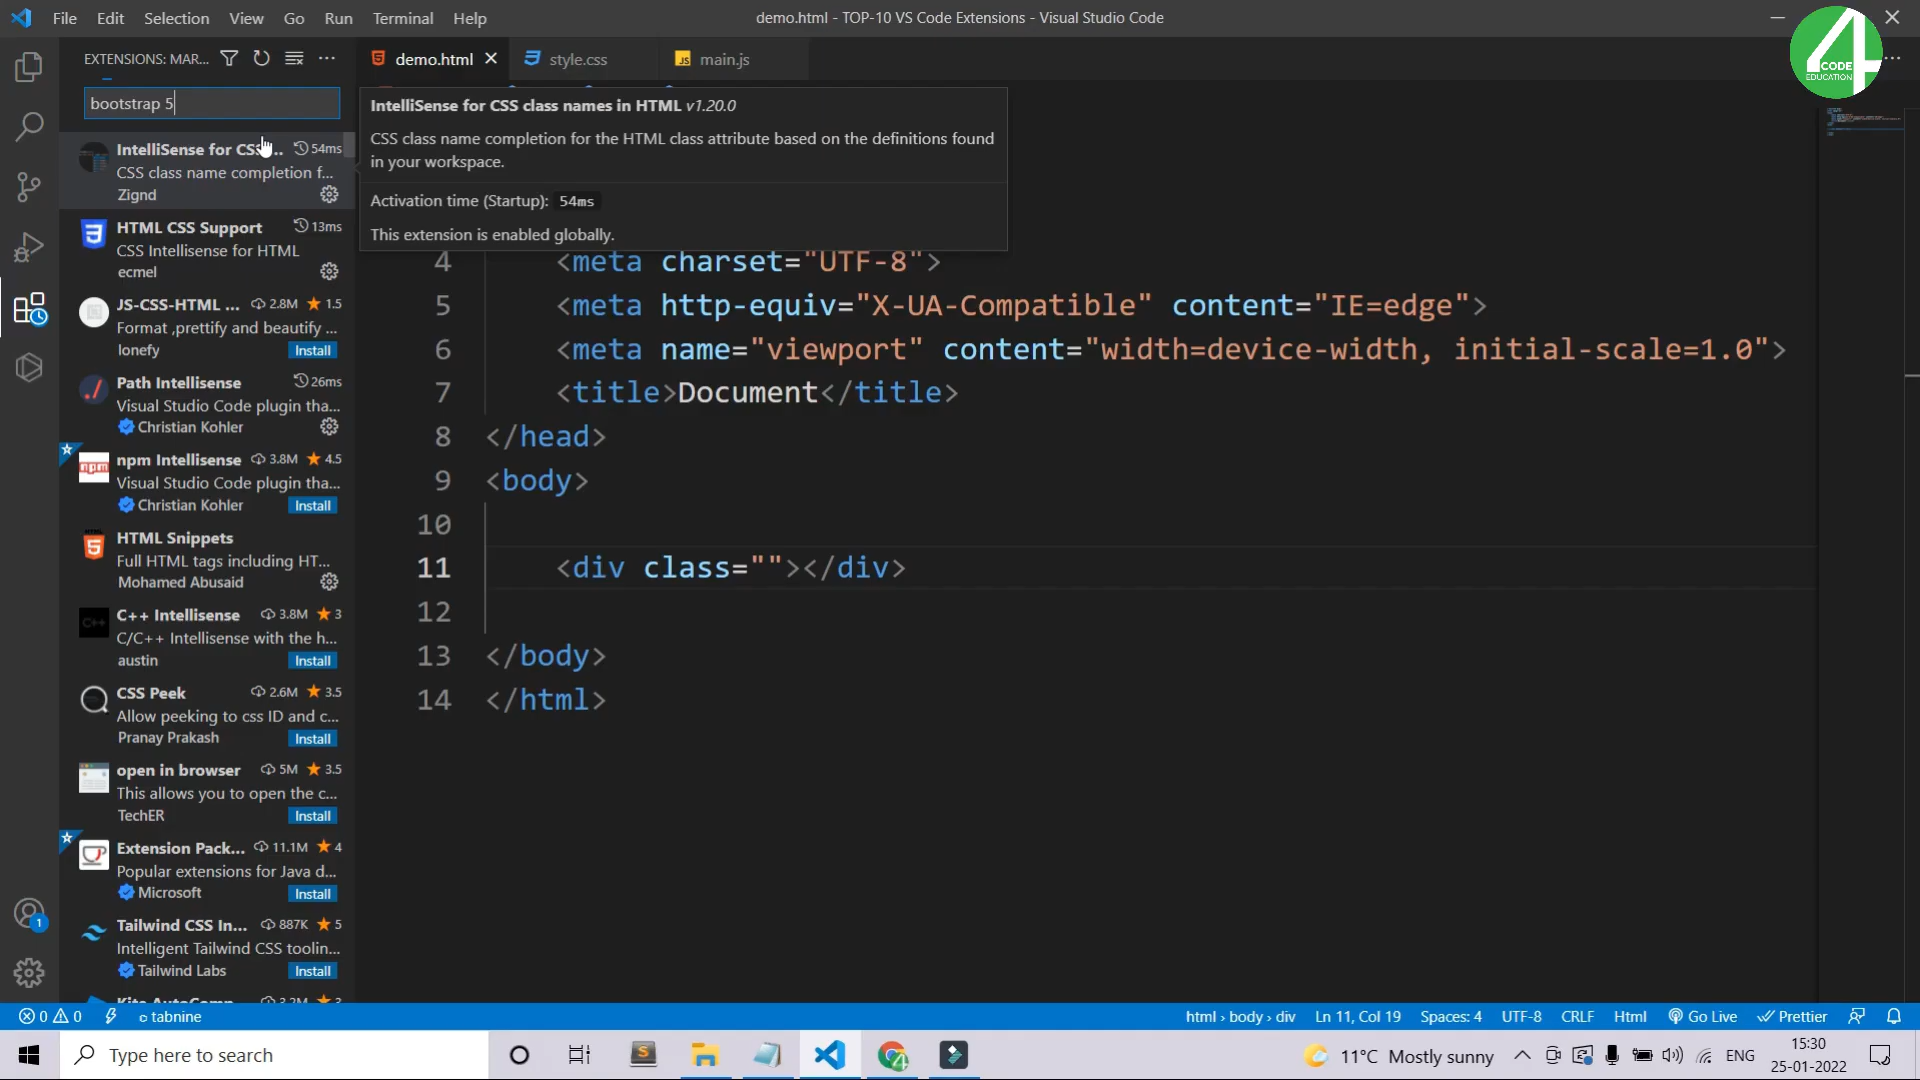 File Edit Selection View Go Run Terminal Help
demo.html - TOP-10 VS Code Extensions - Visual Studio Code
4
CODE
EDUCATION
EXTENSIONS: MAR...
demo.html
style.css
JS main.js
bootstrap 5
IntelliSense for CS... 54ms
CSS class name completion f...
Zignd
HTML CSS Support 13ms
CSS Intellisense for HTML
ecmel
JS-CSS-HTML ... 2.8M 1.5
Format ,prettify and beautify ...
lonefy Install
Path Intellisense 26ms
Visual Studio Code plugin tha...
Christian Kohler
npm Intellisense 3.8M 4.5
Visual Studio Code plugin tha...
Christian Kohler Install
HTML Snippets
Full HTML tags including HT...
Mohamed Abusaid
C++ Intellisense 3.8M 3
C/C++ Intellisense with the h...
austin Install
CSS Peek 2.6M 3.5
Allow peeking to css ID and c...
Pranay Prakash Install
open in browser 5M 3.5
This allows you to open the c...
TechER Install
Extension Pack... 11.1M 4
Popular extensions for Java d...
Microsoft Install
Tailwind CSS In... 887K 5
Intelligent Tailwind CSS toolin...
Tailwind Labs Install
IntelliSense for CSS class names in HTML v1.20.0
CSS class name completion for the HTML class attribute based on the definitions found
in your workspace.
Activation time (Startup): 54ms
This extension is enabled globally.
4 <meta charset="UTF-8">
5 <meta http-equiv="X-UA-Compatible" content="IE=edge">
6 <meta name="viewport" content="width=device-width, initial-scale=1.0">
7 <title>Document</title>
8 </head>
9 <body>
10
11 <div class=""></div>
12
13 </body>
14 </html>
0 0 tabnine
html › body › div Ln 11, Col 19 Spaces: 4 UTF-8 CRLF Html Go Live Prettier
Type here to search
11°C Mostly sunny
ENG
15:30
25-01-2022